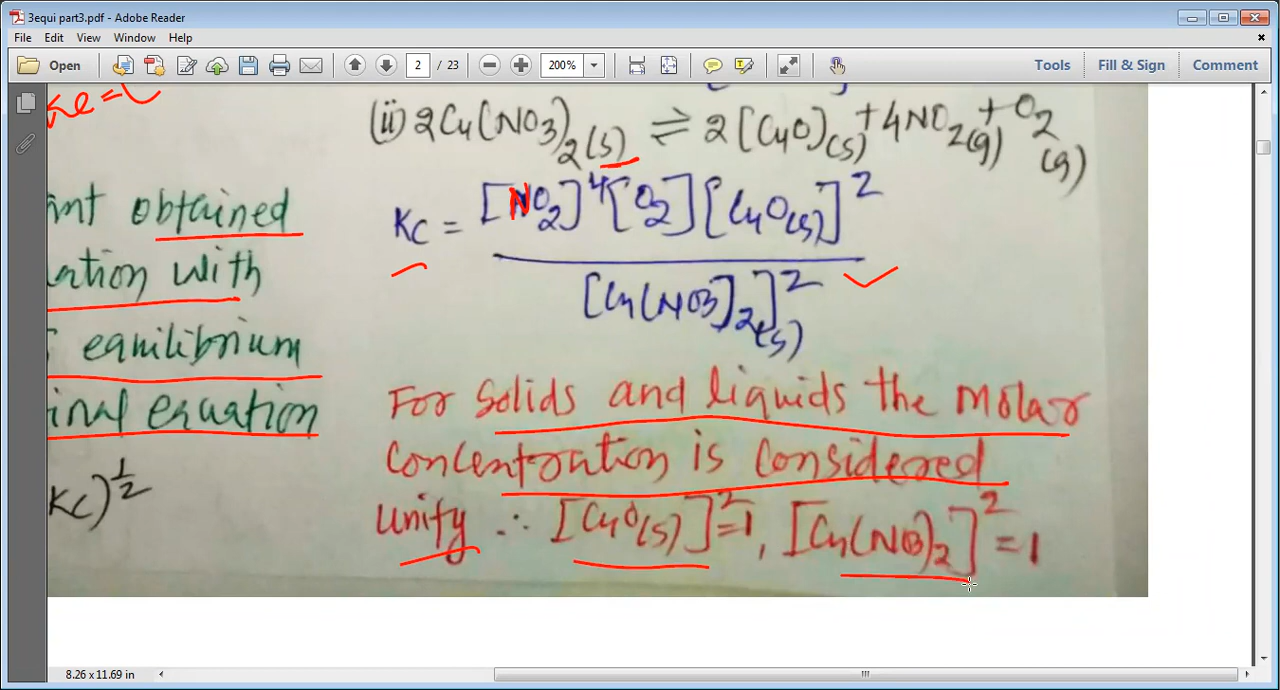 3equi part3.pdf - Adobe Reader
File Edit View Window Help
Open 2 / 23 200% Tools Fill & Sign Comment
Ke=
(ii) 2Cu(NO3)2(s) ⇌ 2[CuO](s) + 4NO2(g) + O2(g)
obtained
Kc = [NO2]^4 [O2] [CuO(s)]^2
with
[Cu(NO3)2]^2(s)
equilibrium
equation
For Solids and liquids the Molar
Concentration is Considered
Kc)^1/2
Unify ∴ [CuO(s)]^2=1, [Cu(NO3)2]^2=1
8.26 x 11.69 in